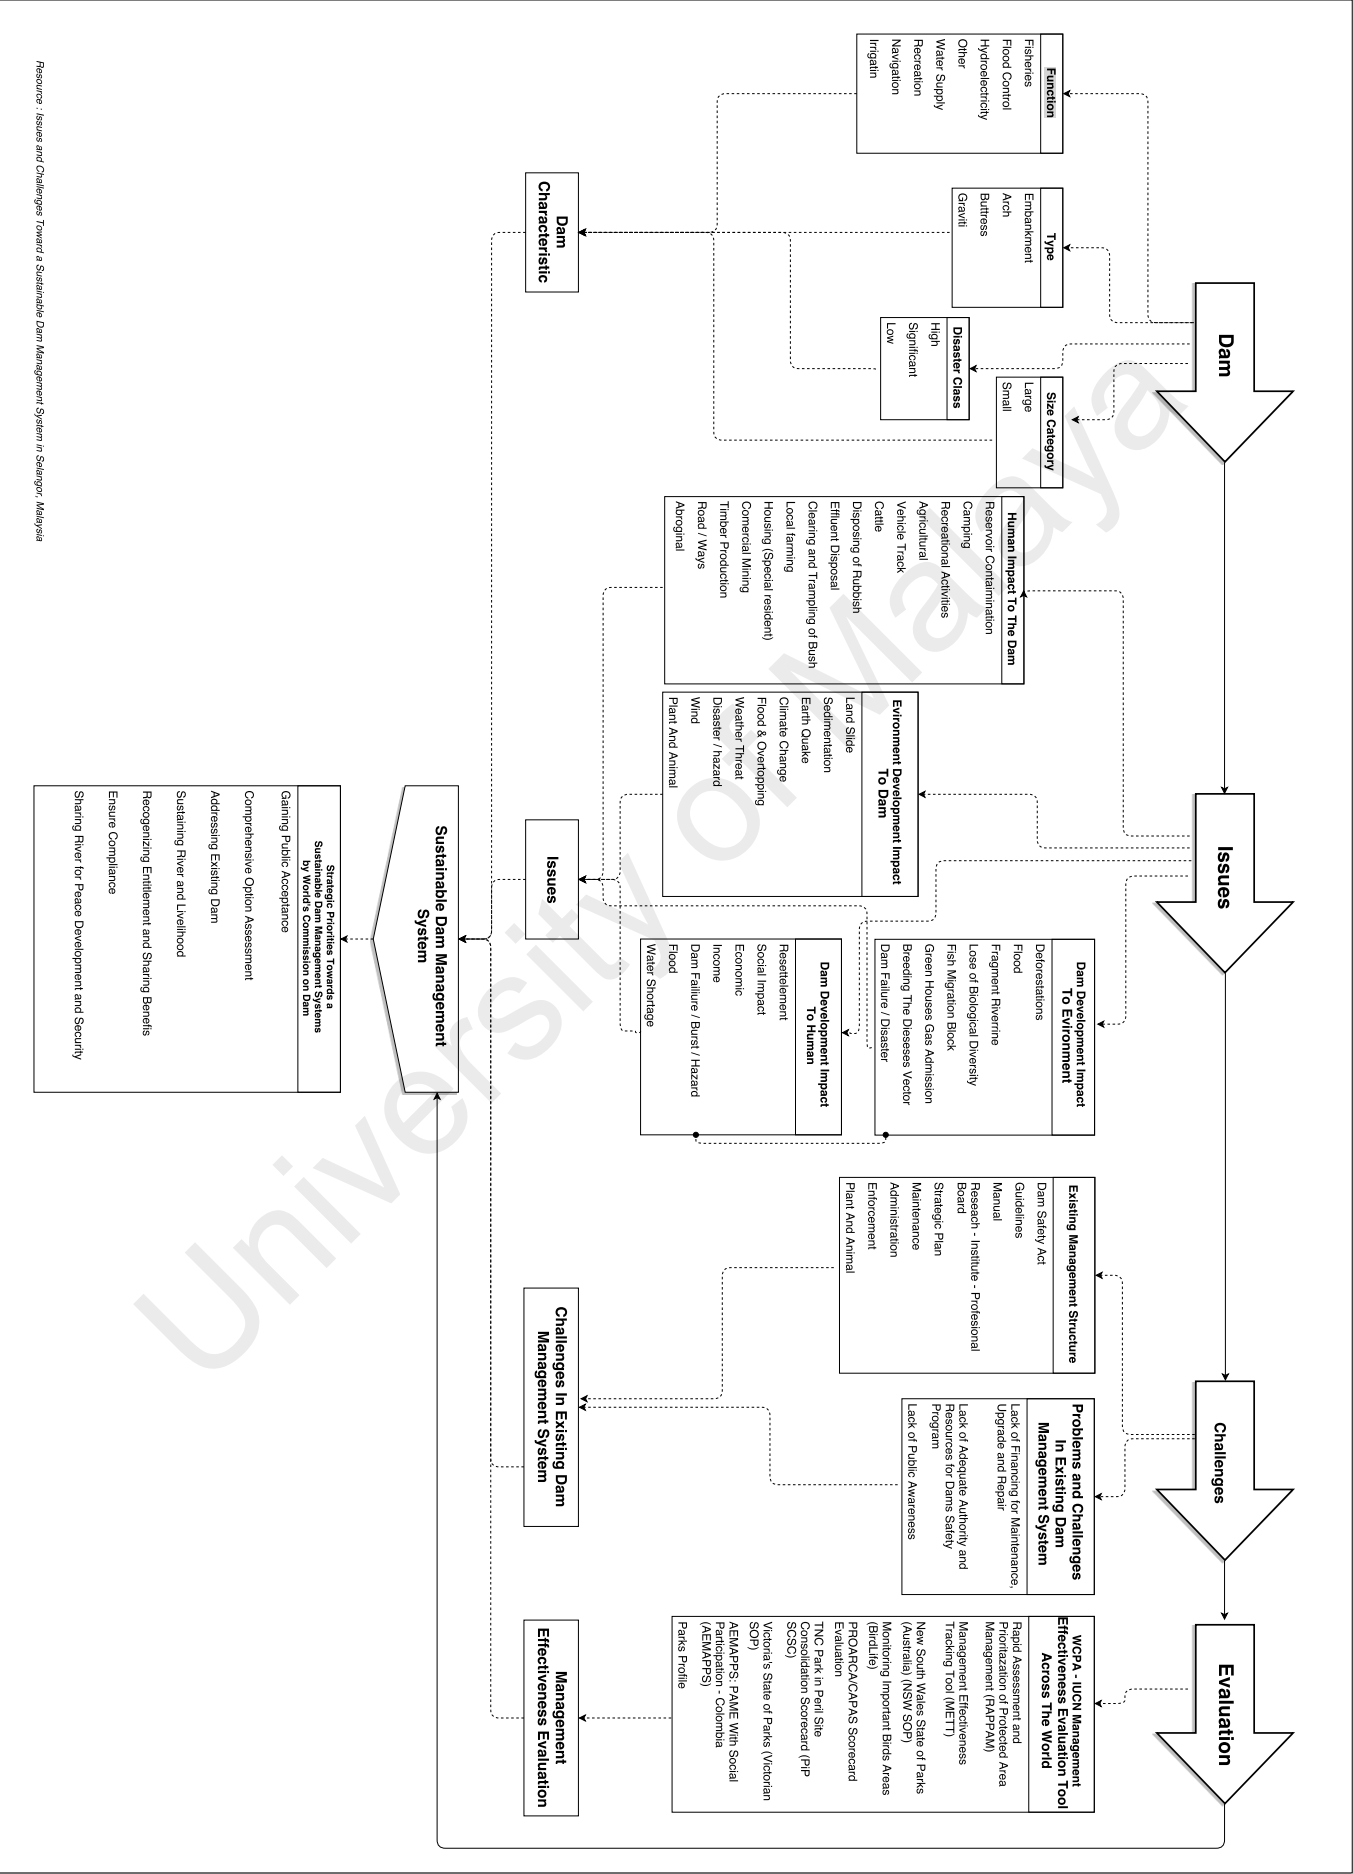 Dam
Issues
Challenges
Evaluation
Function
Fisheries
Flood Control
Hydroelectricity
Other
Water Supply
Recreation
Navigation
Irrigatin
Type
Embankment
Arch
Buttress
Graviti
Disaster Class
High
Significant
Low
Size Category
Large
Small
Human Impact To The Dam
Reservoir Contaimination
Camping
Recreational Activities
Agricultural
Vehicle Track
Cattle
Disposing of Rubbish
Effluent Disposal
Clearing and Trampling of Bush
Local farming
Housing (Special resident)
Comercial Mining
Timber Production
Road / Ways
Abroginal
Evironment Development Impact
To Dam
Land Slide
Sedimentation
Earth Quake
Climate Change
Flood & Overtopping
Weather Threat
Disaster / hazard
Wind
Plant And Animal
Dam Development Impact
To Evironment
Deforestations
Flood
Fragment Riverrine
Lose of Biological Diversity
Fish Migration Block
Green Houses Gas Admission
Breeding The Dieseses Vector
Dam Failure / Disaster
Dam Development Impact
To Human
Resettelement
Social Impact
Economic
Income
Dam Failiure / Burst / Hazard
Flood
Water Shortage
Existing Management Structure
Dam Safety Act
Guidelines
Manual
Reseach - Institute - Profesional
Board
Strategic Plan
Maintenance
Administration
Enforcement
Plant And Animal
Problems and Challenges
In Existing Dam
Management System
Lack of Financing for Maintenance,
Upgrade and Repair
Lack of Adequate Authority and
Resources for Dams Safety
Program
Lack of Public Awareness
WCPA - IUCN Management
Effectiveness Evaluation Tool
Across The World
Rapid Assessment and
Prioritazation of Protected Area
Management (RAPPAM)
Management Effectiveness
Tracking Tool (METT)
New South Wales State of Parks
(Australia) (NSW SOP)
Monitoring Important Birds Areas
(BirdLife)
PROARCA/CAPAS Scorecard
Evaluation
TNC Park in Peril Site
Consolidation Scorecard (PiP
SCSC)
Victoria's State of Parks (Victorian
SOP)
AEMAPPS: PAME With Social
Participation - Colombia
(AEMAPPS)
Parks Profile
Dam
Characteristic
Issues
Challenges In Existing Dam
Management System
Management
Effectiveness Evaluation
Sustainable Dam Management
System
Strategic Priorities Towards a
Sustainable Dam Management Systems
by World's Commission on Dam
Gaining Public Acceptance
Comprehensive Option Assessment
Addressing Existing Dam
Sustaining River and Livelihood
Recogenizing Entitlement and Sharing Benefis
Ensure Compliance
Sharing River for Peace Development and Security
Resource : Issues and Challenges Toward a Sustainable Dam Management System in Selangor, Malaysia
University of Malaya